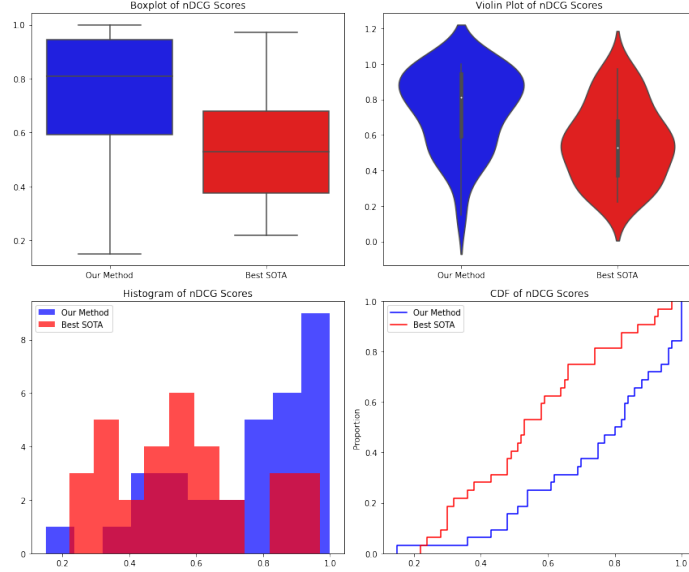 Boxplot of nDCG Scores
1.0
0.8
0.6
0.4
0.2
Our Method
Best SOTA
Violin Plot of nDCG Scores
1.2
1.0
0.8
0.6
0.4
0.2
0.0
Our Method
Best SOTA
Histogram of nDCG Scores
Our Method
Best SOTA
8
6
4
2
0
0.2
0.4
0.6
0.8
1.0
CDF of nDCG Scores
Our Method
Best SOTA
Proportion
1.0
0.8
0.6
0.4
0.2
0.0
0.2
0.4
0.6
0.8
1.0